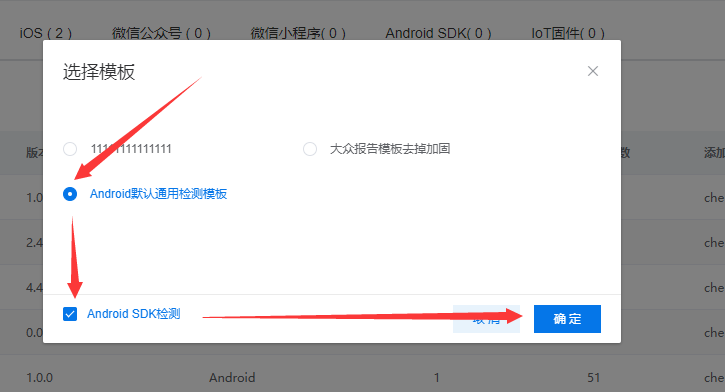 iOS ( 2 ) 微信公众号 ( 0 ) 微信小程序( 0 ) Android SDK( 0 ) IoT固件( 0 )
选择模板
11111111111111 大众报告模板去掉加固
版本 数 添加
Android默认通用检测模板
1.0 che
2.4 che
4.4 che
Android SDK检测 取 消 确 定
0.0 che
1.0.0 Android 1 51 che